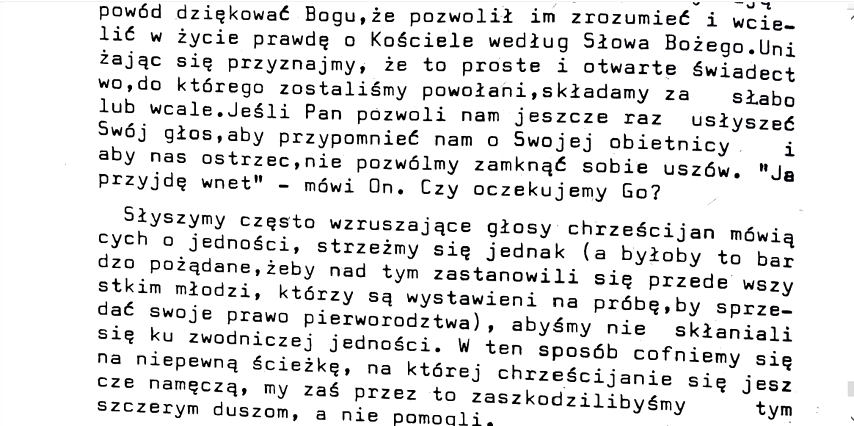 powód dziękować Bogu,że pozwolił im zrozumieć i wcie-
lić w życie prawdę o Kościele według Słowa Bożego.Uni
żając się przyznajmy, że to proste i otwarte świadect
wo,do którego zostaliśmy powołani,składamy za słabo
lub wcale.Jeśli Pan pozwoli nam jeszcze raz usłyszeć
Swój głos,aby przypomnieć nam o Swojej obietnicy i
aby nas ostrzec,nie pozwólmy zamknąć sobie uszów. "Ja
przyjdę wnet" - mówi On. Czy oczekujemy Go?
Słyszymy często wzruszające głosy chrześcijan mówią
cych o jedności, strzeżmy się jednak (a byłoby to bar
dzo pożądane,żeby nad tym zastanowili się przede wszy
stkim młodzi, którzy są wystawieni na próbę,by sprze-
dać swoje prawo pierworodztwa), abyśmy nie skłaniali
się ku zwodniczej jedności. W ten sposób cofniemy się
na niepewną ścieżkę, na której chrześcijanie się jesz
cze namęczą, my zaś przez to zaszkodzilibyśmy tym
szczerym duszom, a nie pomogli.